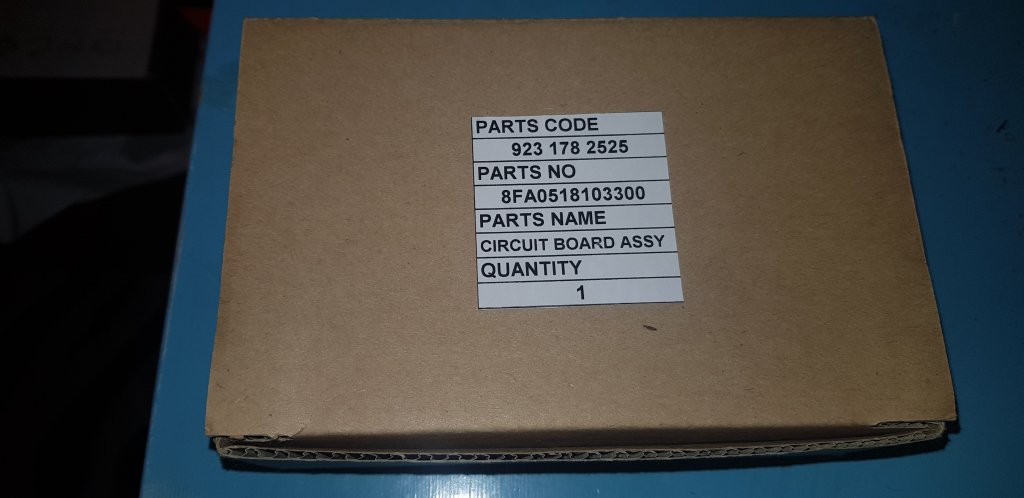 PARTS CODE
923 178 2525
PARTS NO
8FA0518103300
PARTS NAME
CIRCUIT BOARD ASSY
QUANTITY
1